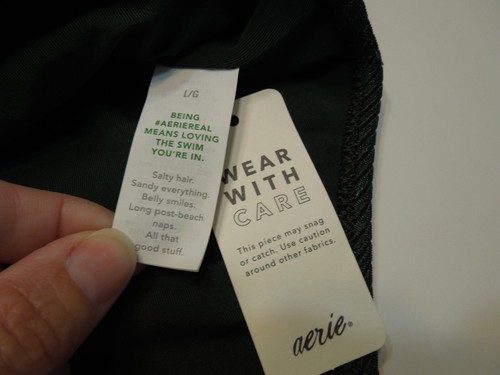 L/G
BEING
#AERIEREAL
MEANS LOVING
THE SWIM
YOU'RE IN.
Salty hair.
Sandy everything.
Belly smiles.
Long post-beach
naps.
All that
good stuff.
WEAR
WITH
CARE
This piece may snag
or catch. Use caution
around other fabrics.
aerie®